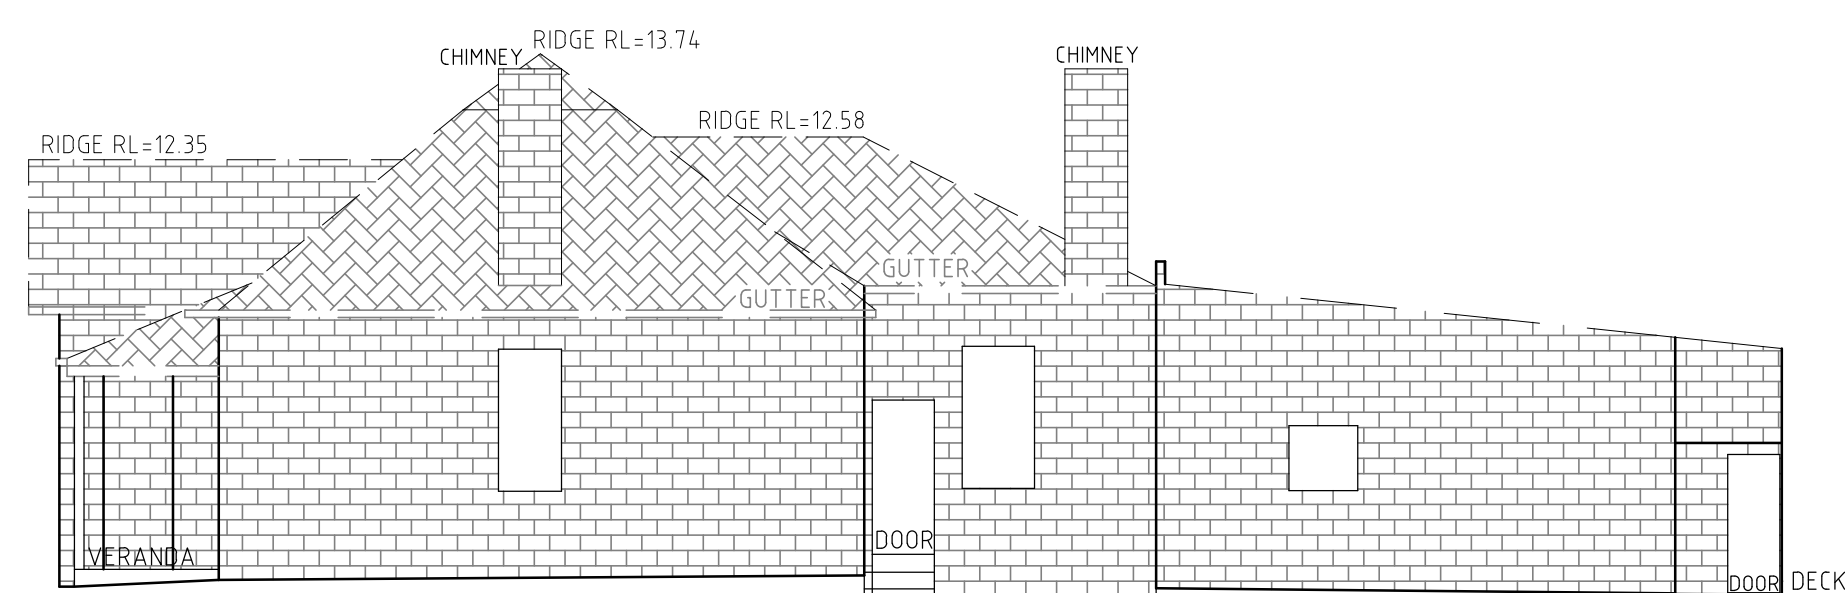 RIDGE RL=13.74
CHIMNEY
CHIMNEY
RIDGE RL=12.58
RIDGE RL=12.35
GUTTER
GUTTER
DOOR
VERANDA
DOOR
DECK